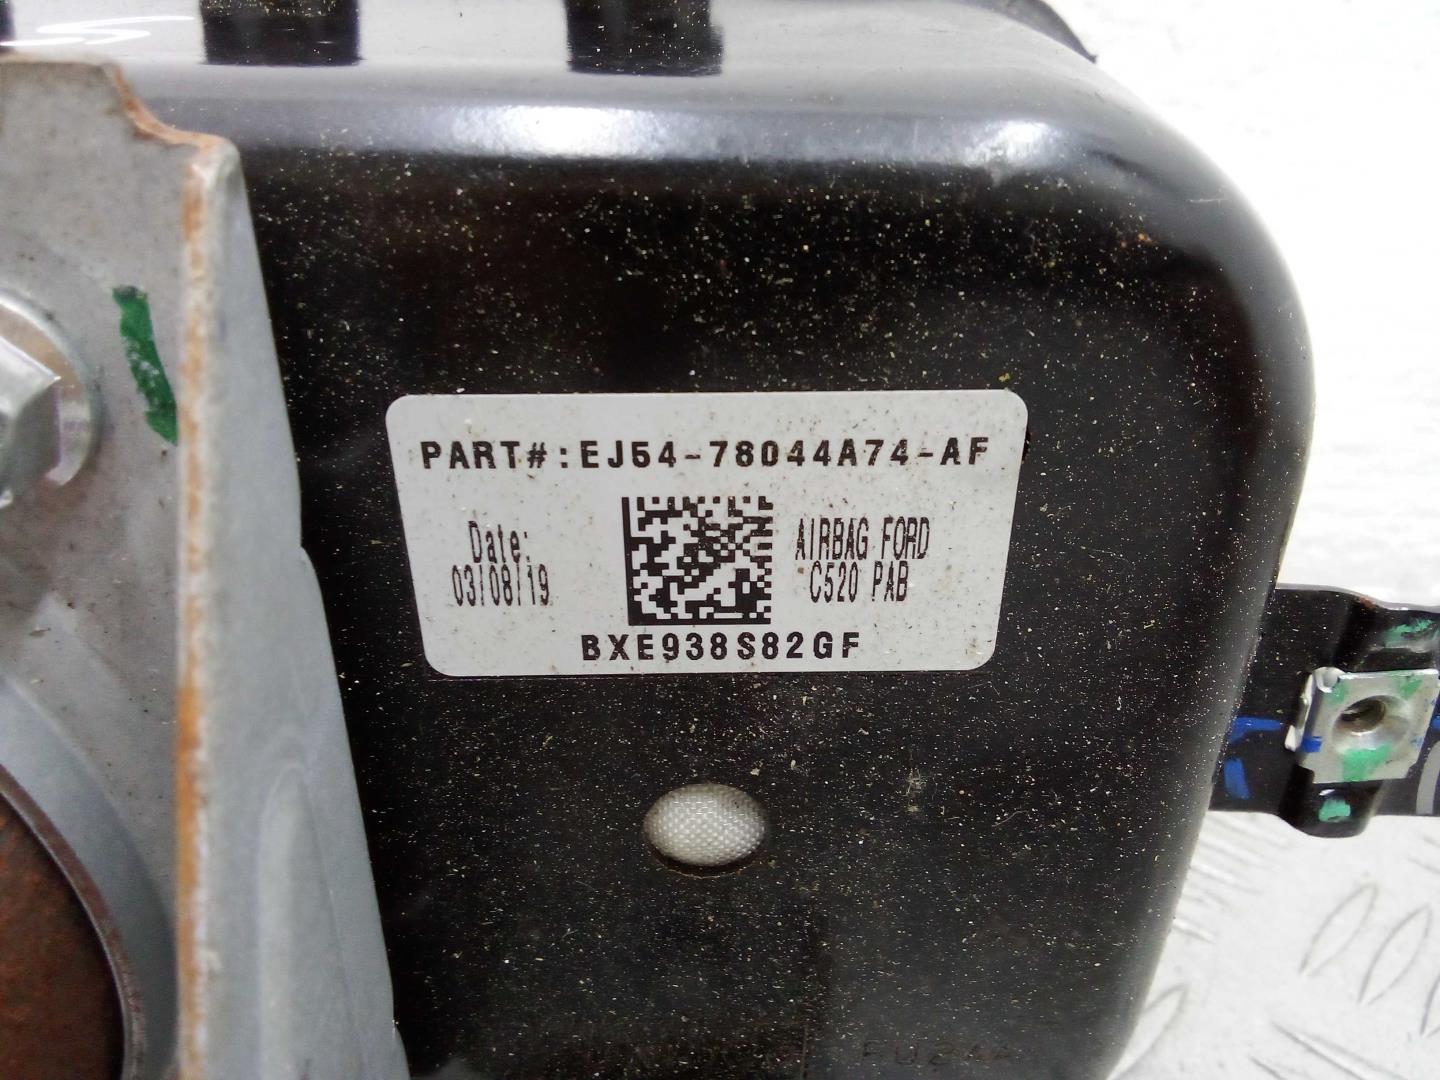 PART#:EJ54-78044A74-AF
Date:
03/08/19
AIRBAG FORD
C520 PAB
BXE938S82GF